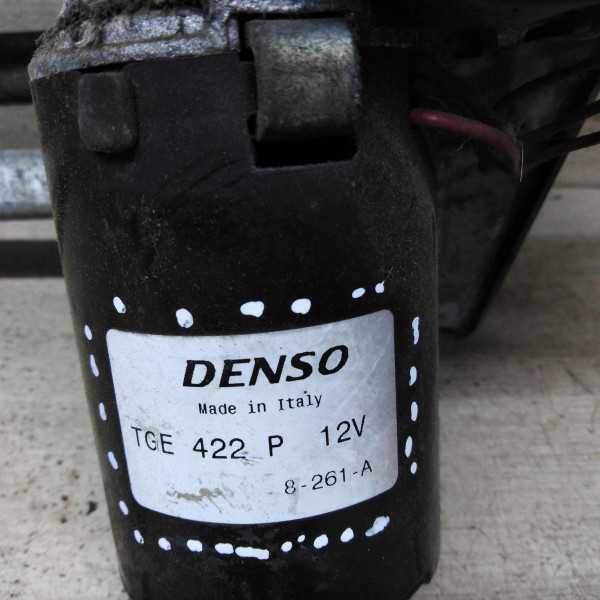 DENSO
Made in Italy
TGE 422 P 12V
8-261-A